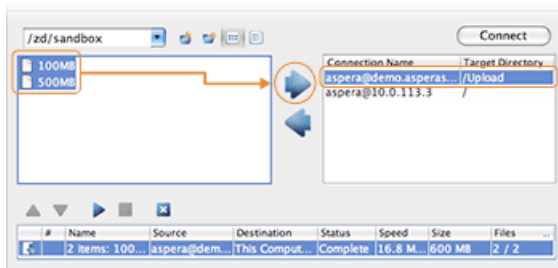 /zd/sandbox
Connect
100MB
500MB
Connection Name Target Directory
aspera@demo.asperas... /Upload
aspera@10.0.113.3 /
# Name Source Destination Status Speed Size Files ..
2 items: 100... aspera@dem... This Comput... Complete 16.8 M... 600 MB 2 / 2